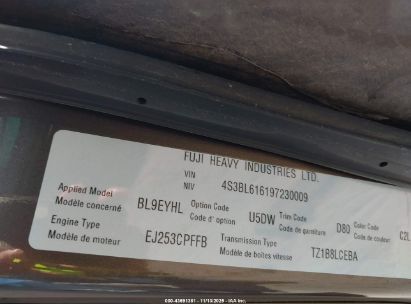 FUJI HEAVY INDUSTRIES LTD.
VIN
NIV 4S3BL616197230009
Applied Model
Modèle concerné BL9EYHL Option Code
Code d' option U5DW Trim Code
Code de garniture D80 Color Code
Code de couleur C2L
Engine Type
Modèle de moteur EJ253CPFFB Transmission Type
Modèle de boîtes vitesse TZ1B8LCEBA